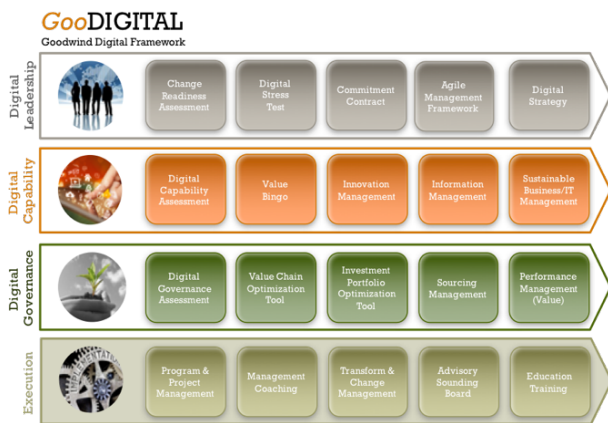 GooDIGITAL
Goodwind Digital Framework
Digital
Leadership
Change
Readiness
Assessment
Digital
Stress
Test
Commitment
Contract
Agile
Management
Framework
Digital
Strategy
Digital
Capability
Digital
Capability
Assessment
Value
Bingo
Innovation
Management
Information
Management
Sustainable
Business/IT
Management
Digital
Governance
Digital
Governance
Assessment
Value Chain
Optimization
Tool
Investment
Portfolio
Optimization
Tool
Sourcing
Management
Performance
Management
(Value)
Execution
IMPLEMENTATION
Program &
Project
Management
Management
Coaching
Transform &
Change
Management
Advisory
Sounding
Board
Education
Training